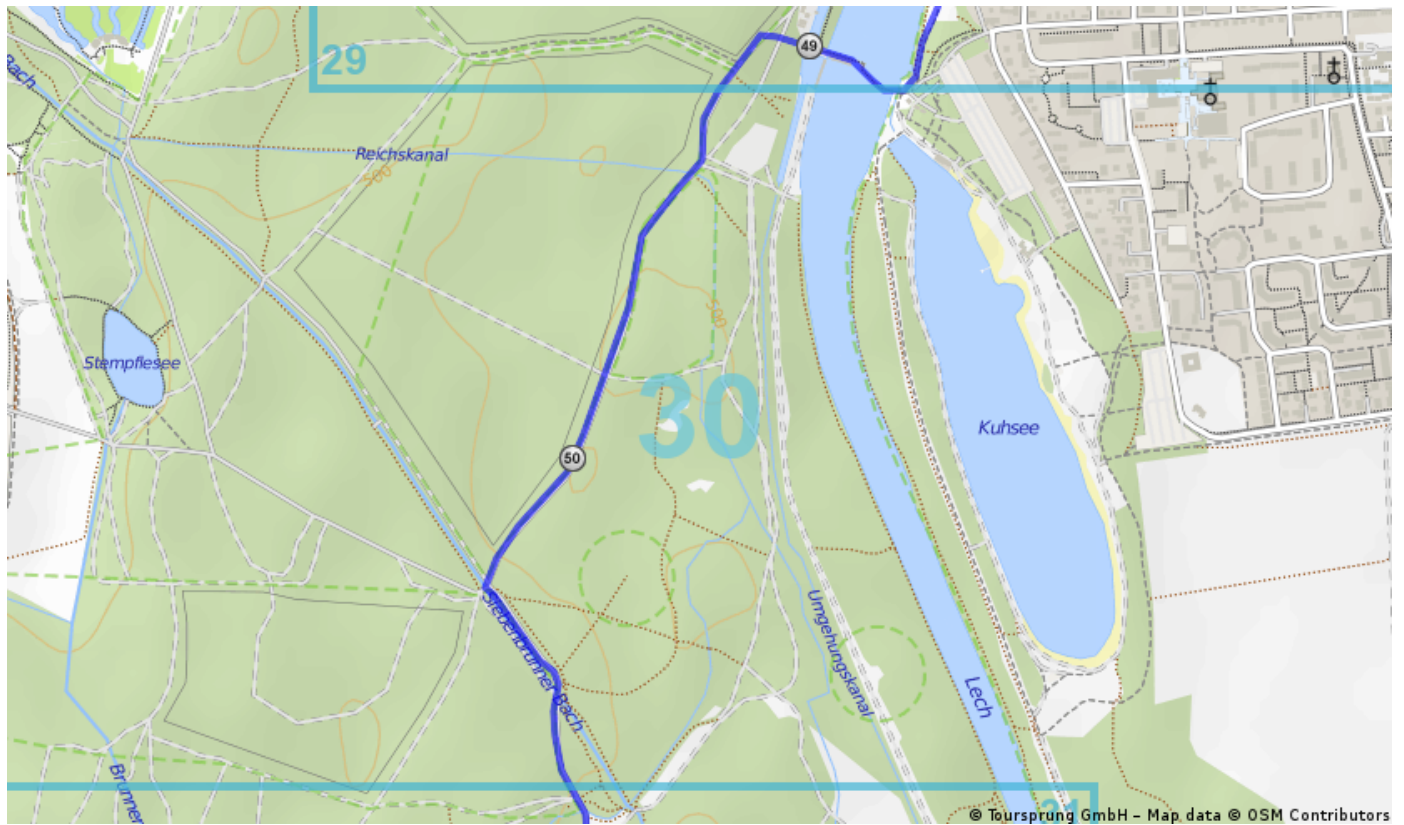 29
49
Bach
Reichskanal
500
500
Stempflesee
30
Kuhsee
50
Siebenbrunner Bach
Umgehungskanal
Lech
Brunner
31
© Toursprung GmbH – Map data © OSM Contributors